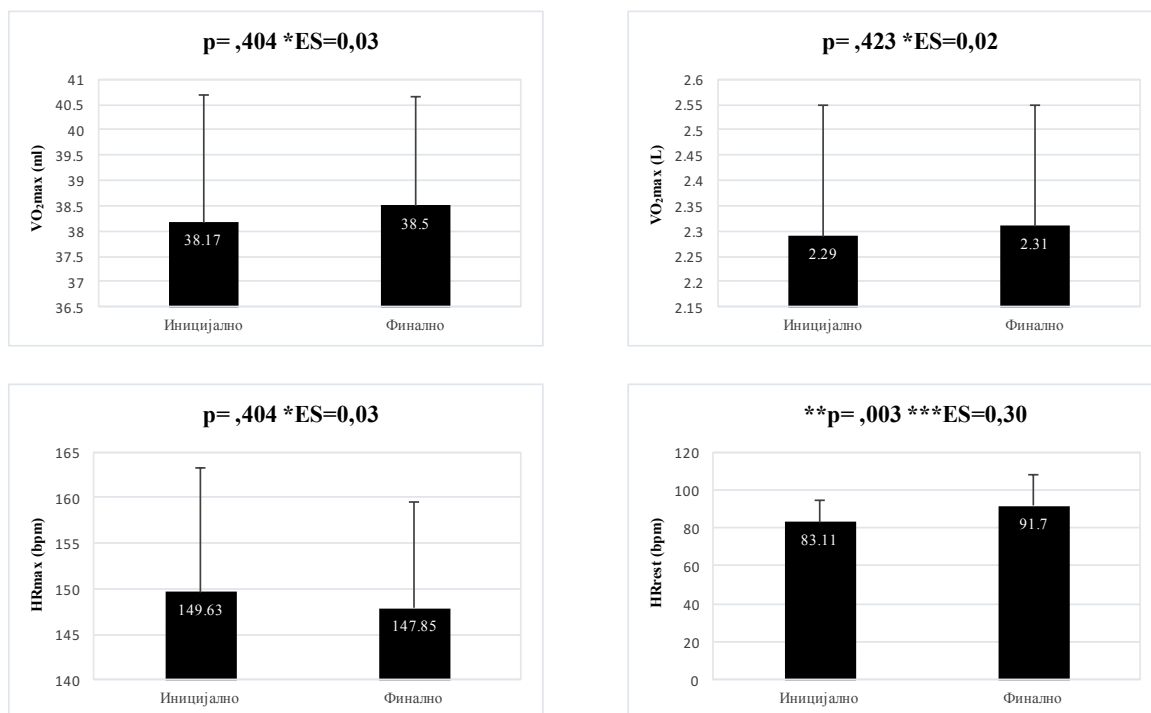 p= ,404 *ES=0,03
41
40.5
40
39.5
39
38.5
38
37.5
37
36.5
VO₂max (ml)
38.17
38.5
Иницијално
Финално
p= ,423 *ES=0,02
2.6
2.55
2.5
2.45
2.4
2.35
2.3
2.25
2.2
2.15
VO₂max (L)
2.29
2.31
Иницијално
Финално
p= ,404 *ES=0,03
165
160
155
150
145
140
HRmax (bpm)
149.63
147.85
Иницијално
Финално
**p= ,003 ***ES=0,30
120
100
80
60
40
20
0
HRrest (bpm)
83.11
91.7
Иницијално
Финално